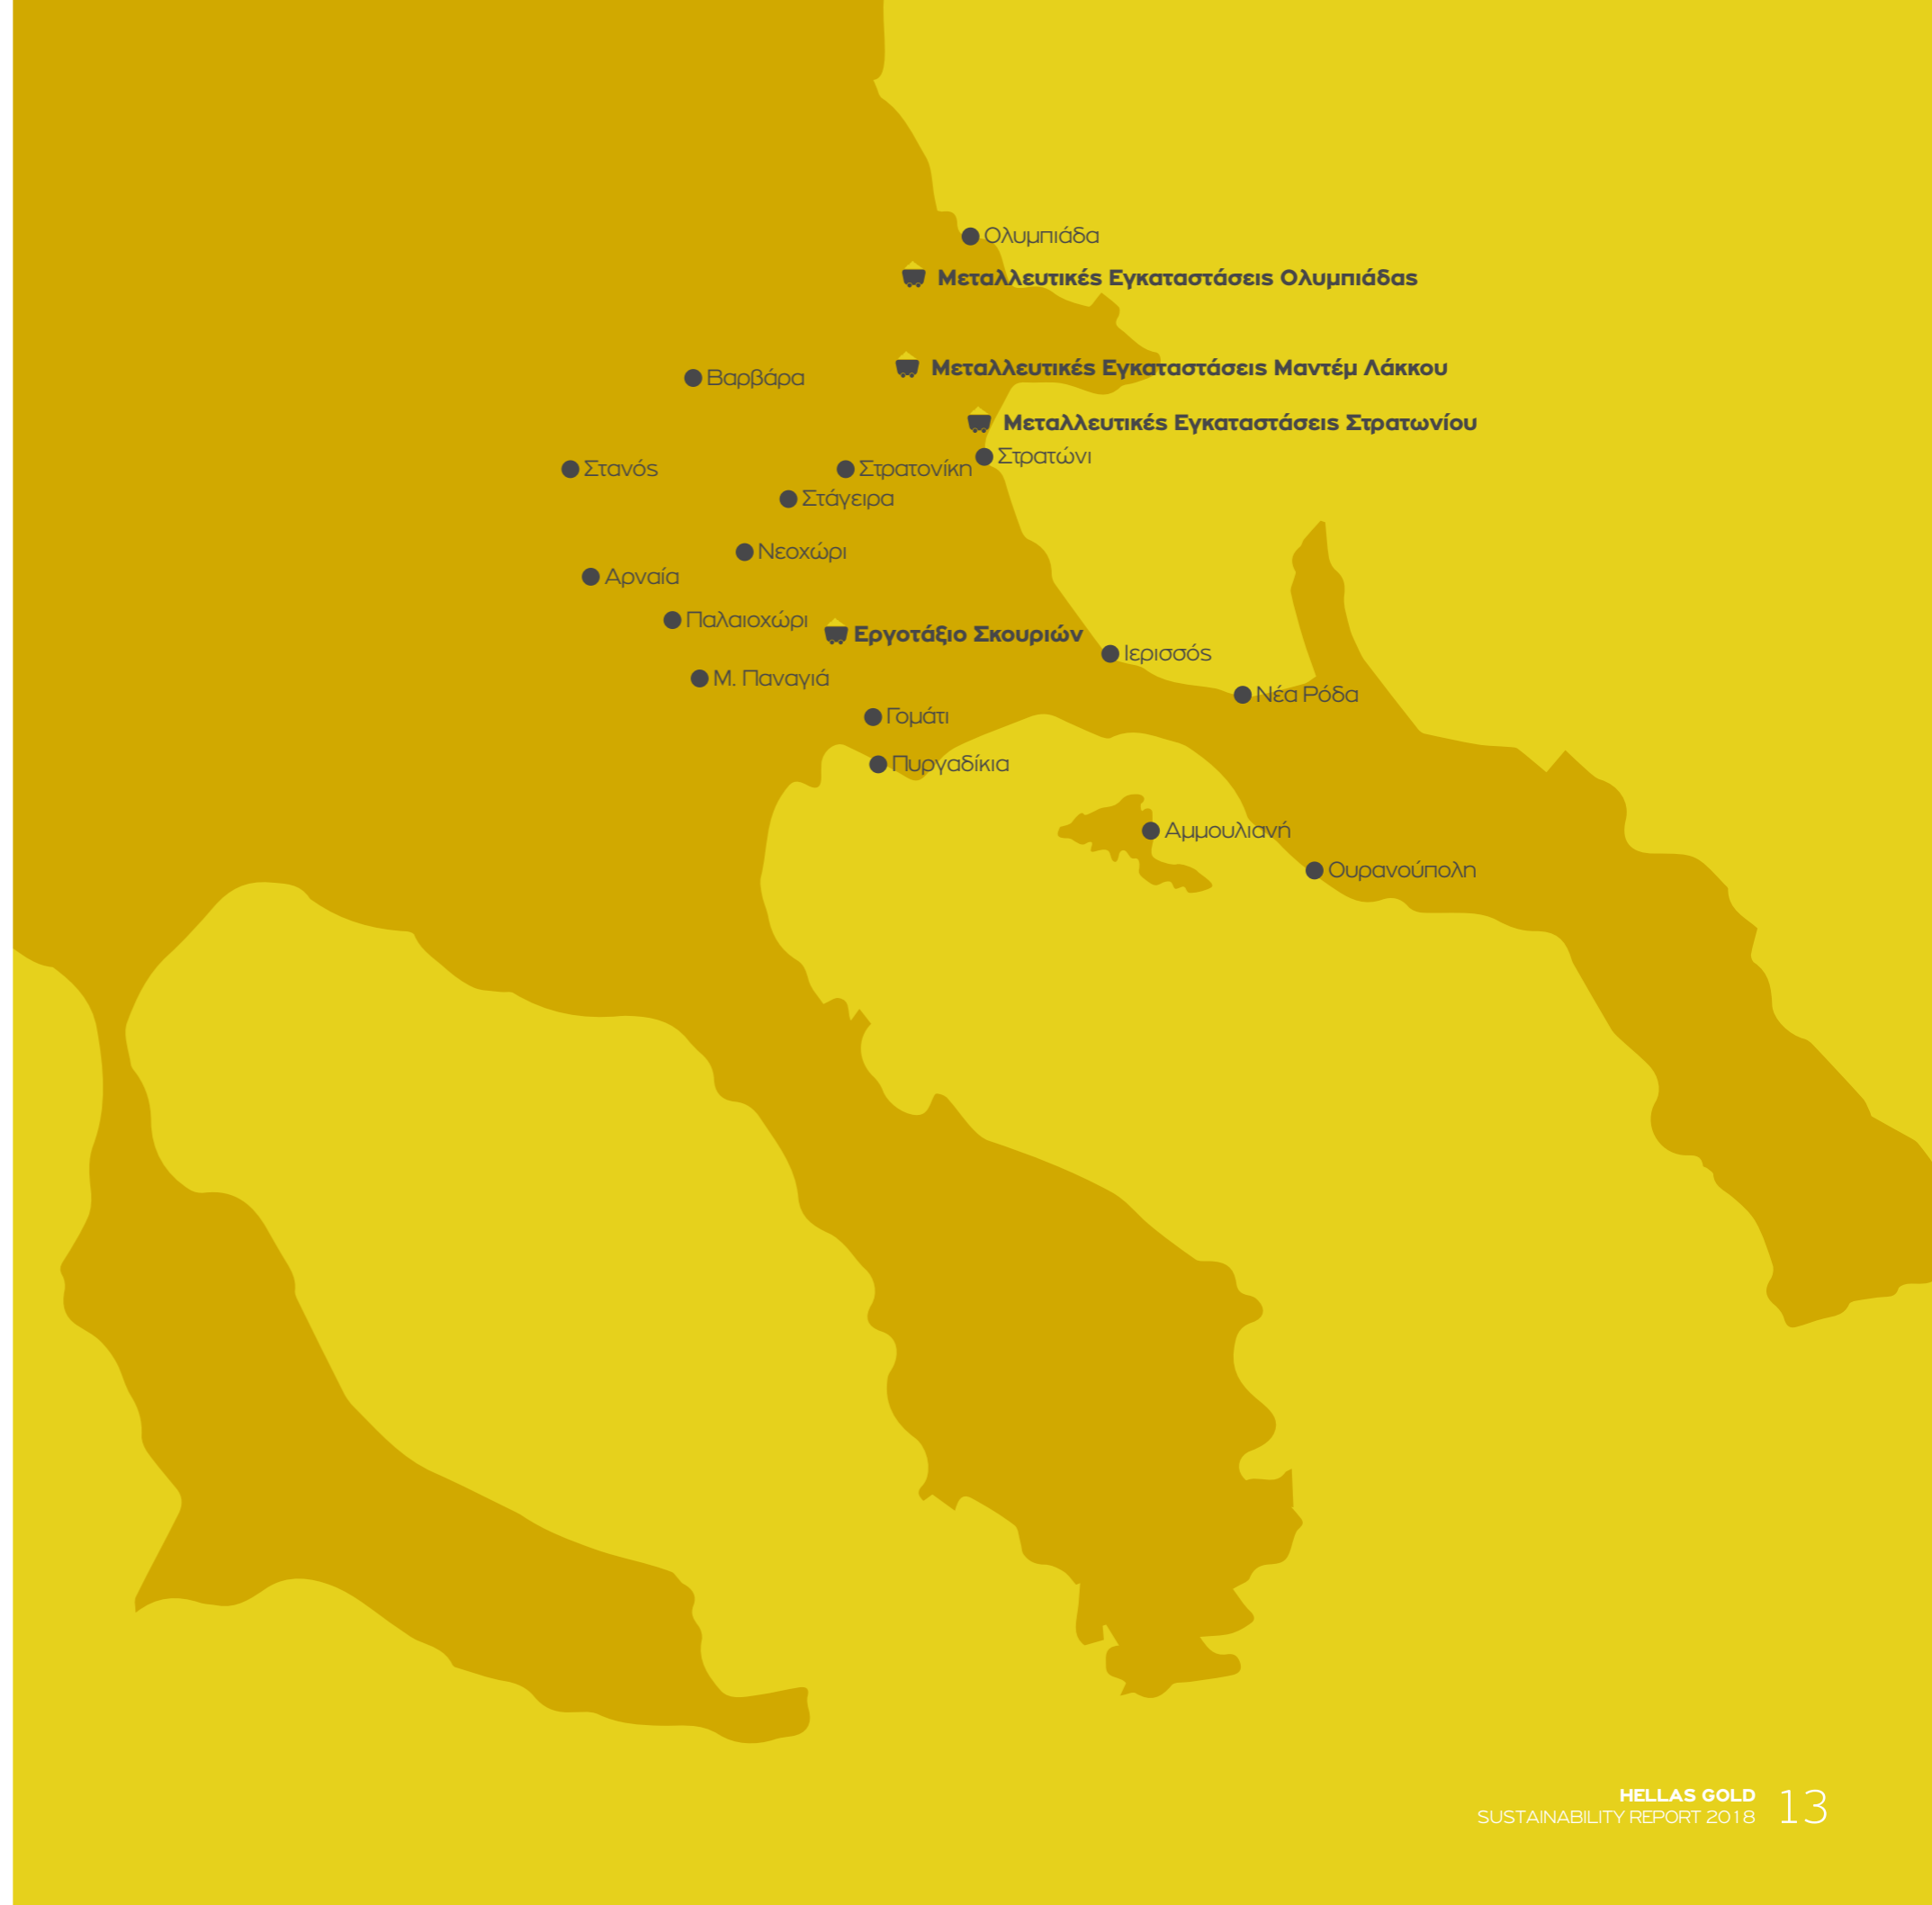 Ολυμπιάδα
Μεταλλευτικές Εγκαταστάσεις Ολυμπιάδας
Μεταλλευτικές Εγκαταστάσεις Μαντέμ Λάκκου
Βαρβάρα
Μεταλλευτικές Εγκαταστάσεις Στρατωνίου
Στρατώνι
Στανός
Στρατονίκη
Στάγειρα
Νεοχώρι
Αρναία
Παλαιοχώρι
Εργοτάξιο Σκουριών
Ιερισσός
Μ. Παναγιά
Νέα Ρόδα
Γομάτι
Πυργαδίκια
Αμμουλιανή
Ουρανούπολη
HELLAS GOLD
SUSTAINABILITY REPORT 2018
13